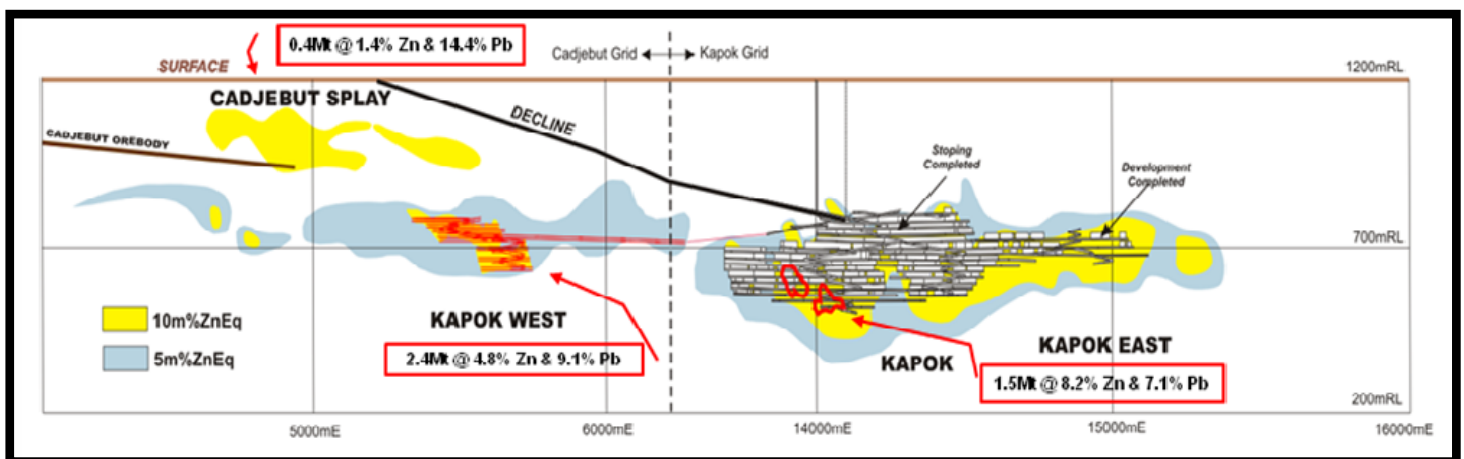 0.4Mt @ 1.4% Zn & 14.4% Pb
Cadjebut Grid
Kapok Grid
SURFACE
1200mRL
CADJEBUT SPLAY
DECLINE
CADJEBUT OREBODY
Stoping
Completed
Development
Completed
700mRL
10m%ZnEq
5m%ZnEq
KAPOK WEST
2.4Mt @ 4.8% Zn & 9.1% Pb
KAPOK
KAPOK EAST
1.5Mt @ 8.2% Zn & 7.1% Pb
200mRL
5000mE
6000mE
14000mE
15000mE
16000mE